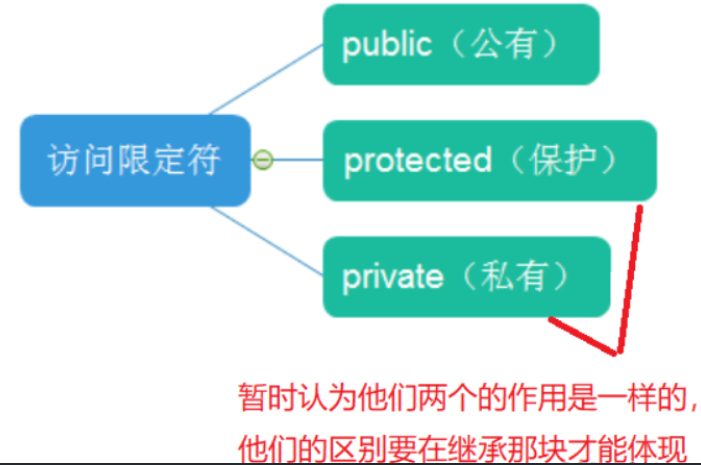 public（公有）
访问限定符
protected（保护）
private（私有）
暂时认为他们两个的作用是一样的，
他们的区别要在继承那块才能体现